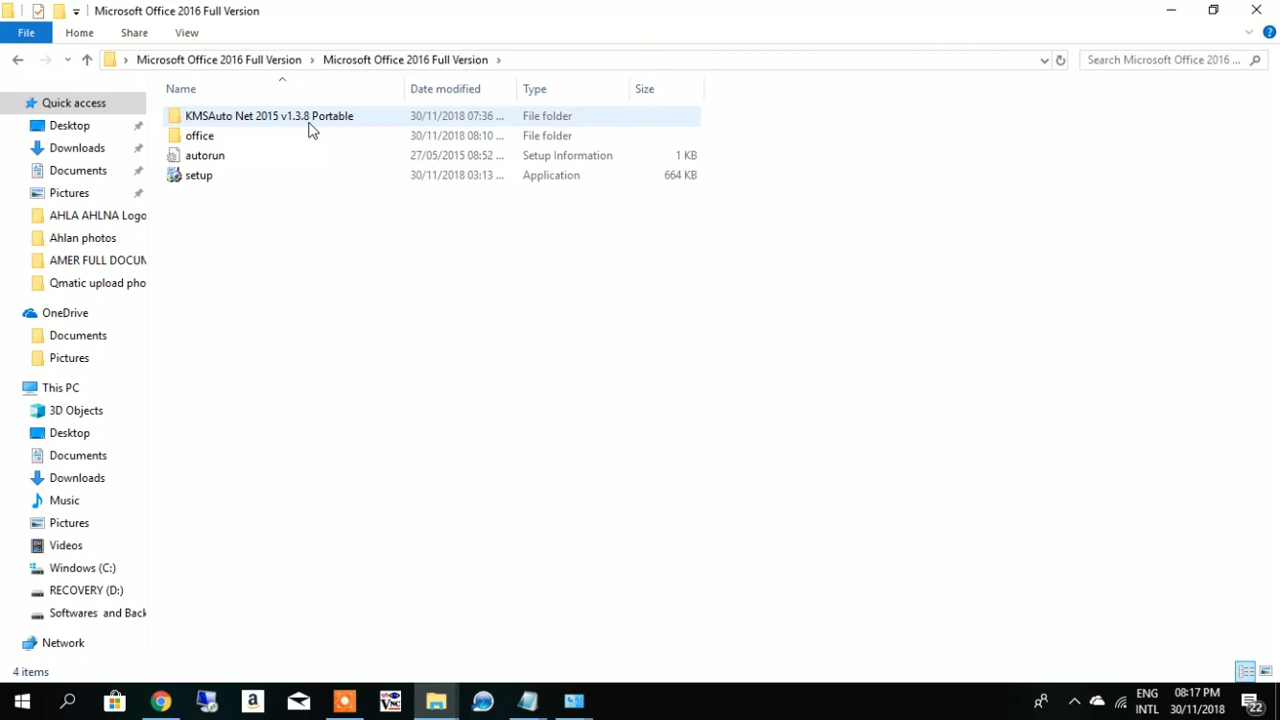 Microsoft Office 2016 Full Version
File Home Share View
Microsoft Office 2016 Full Version Microsoft Office 2016 Full Version Search Microsoft Office 2016 ...
Name Date modified Type Size
KMSAuto Net 2015 v1.3.8 Portable 30/11/2018 07:36 ... File folder
office 30/11/2018 08:10 ... File folder
autorun 27/05/2015 08:52 ... Setup Information 1 KB
setup 30/11/2018 03:13 ... Application 664 KB
Quick access
Desktop
Downloads
Documents
Pictures
AHLA AHLNA Logo
Ahlan photos
AMER FULL DOCUM
Qmatic upload pho
OneDrive
Documents
Pictures
This PC
3D Objects
Desktop
Documents
Downloads
Music
Pictures
Videos
Windows (C:)
RECOVERY (D:)
Softwares and Back
Network
4 items
a VNC ENG 08:17 PM
INTL 30/11/2018 22